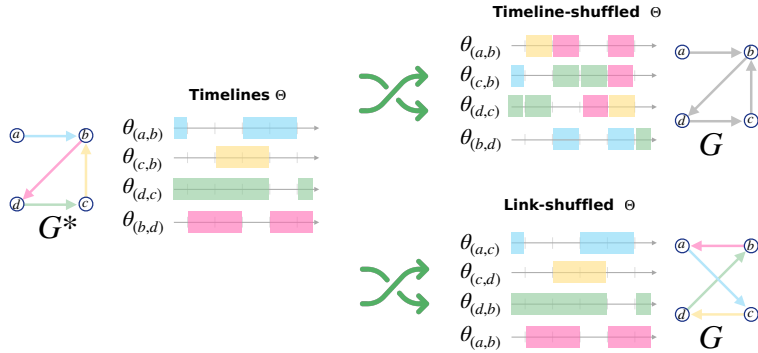 Timelines Θ
θ(a,b)
θ(c,b)
θ(d,c)
θ(b,d)
a
b
d
c
G*
Timeline-shuffled Θ
θ(a,b)
θ(c,b)
θ(d,c)
θ(b,d)
a
b
d
c
G
Link-shuffled Θ
θ(a,c)
θ(c,d)
θ(d,b)
θ(a,b)
a
b
d
c
G